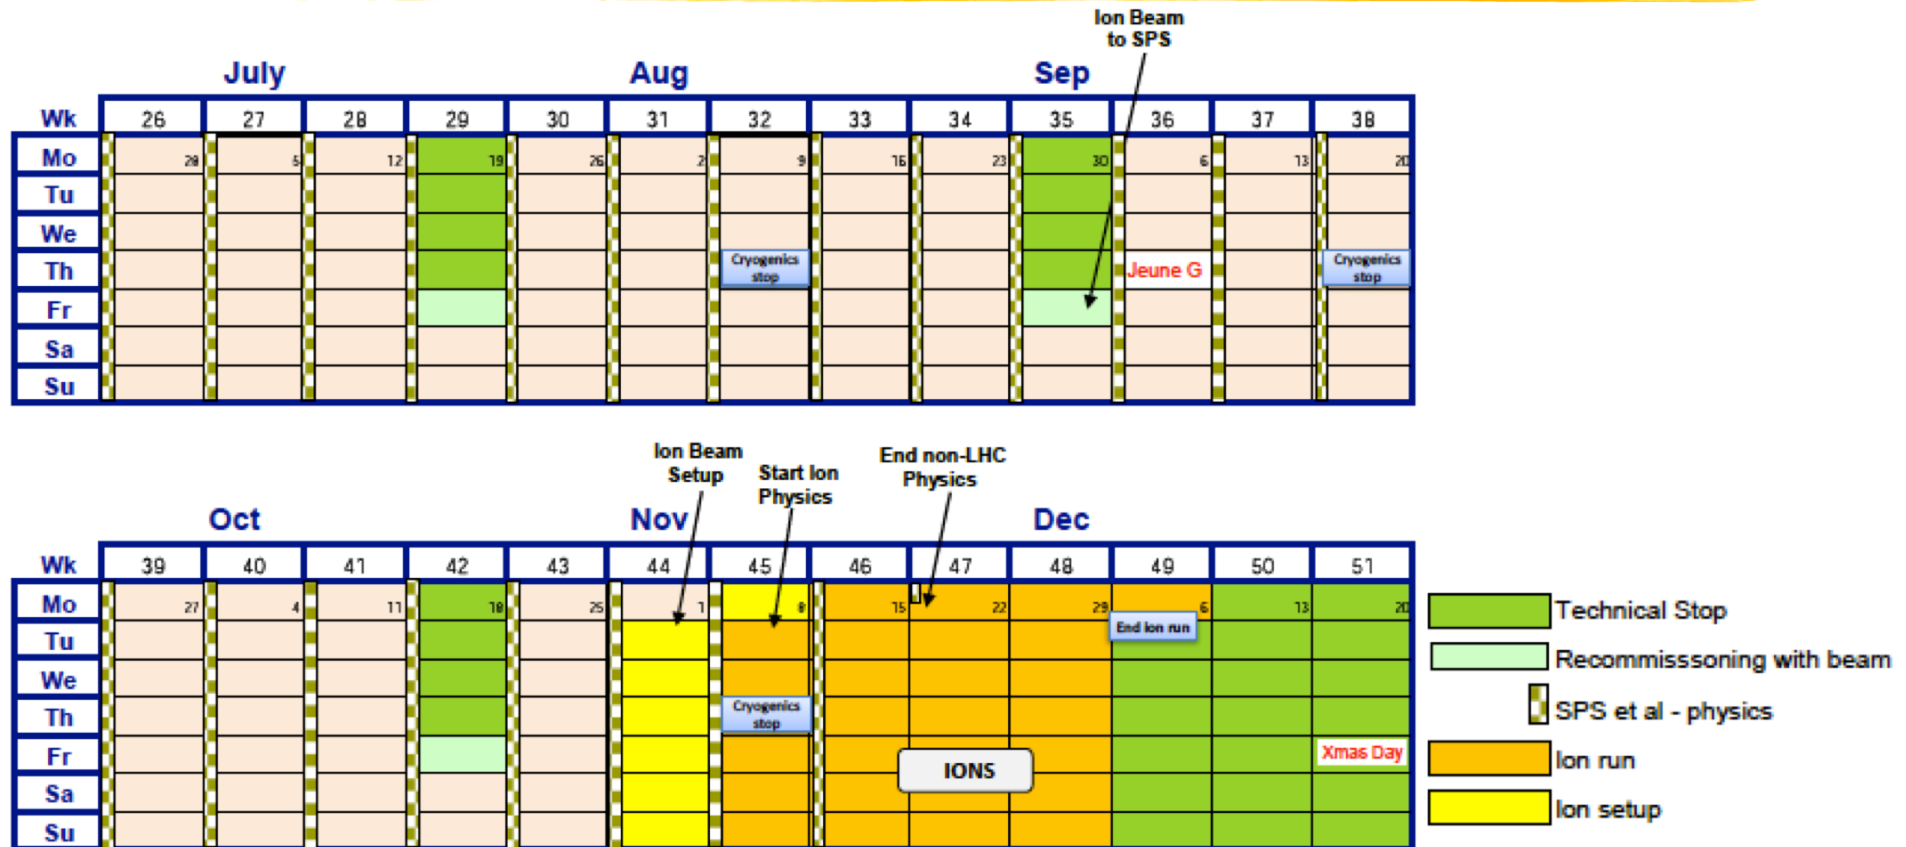 Ion Beam
to SPS
July Aug Sep
Wk 26 27 28 29 30 31 32 33 34 35 36 37 38
Mo 28 5 12 19 26 2 9 16 23 30 6 13 20
Tu
We
Th Cryogenics stop Jeune G Cryogenics stop
Fr
Sa
Su
Ion Beam
Setup
Start Ion
Physics
End non-LHC
Physics
Oct Nov Dec
Wk 39 40 41 42 43 44 45 46 47 48 49 50 51
Mo 27 4 11 18 25 1 8 15 22 29 6 13 20
End ion run
Tu
We
Th Cryogenics stop
Fr IONS Xmas Day
Sa
Su
Technical Stop
Recommisssoning with beam
SPS et al - physics
Ion run
Ion setup